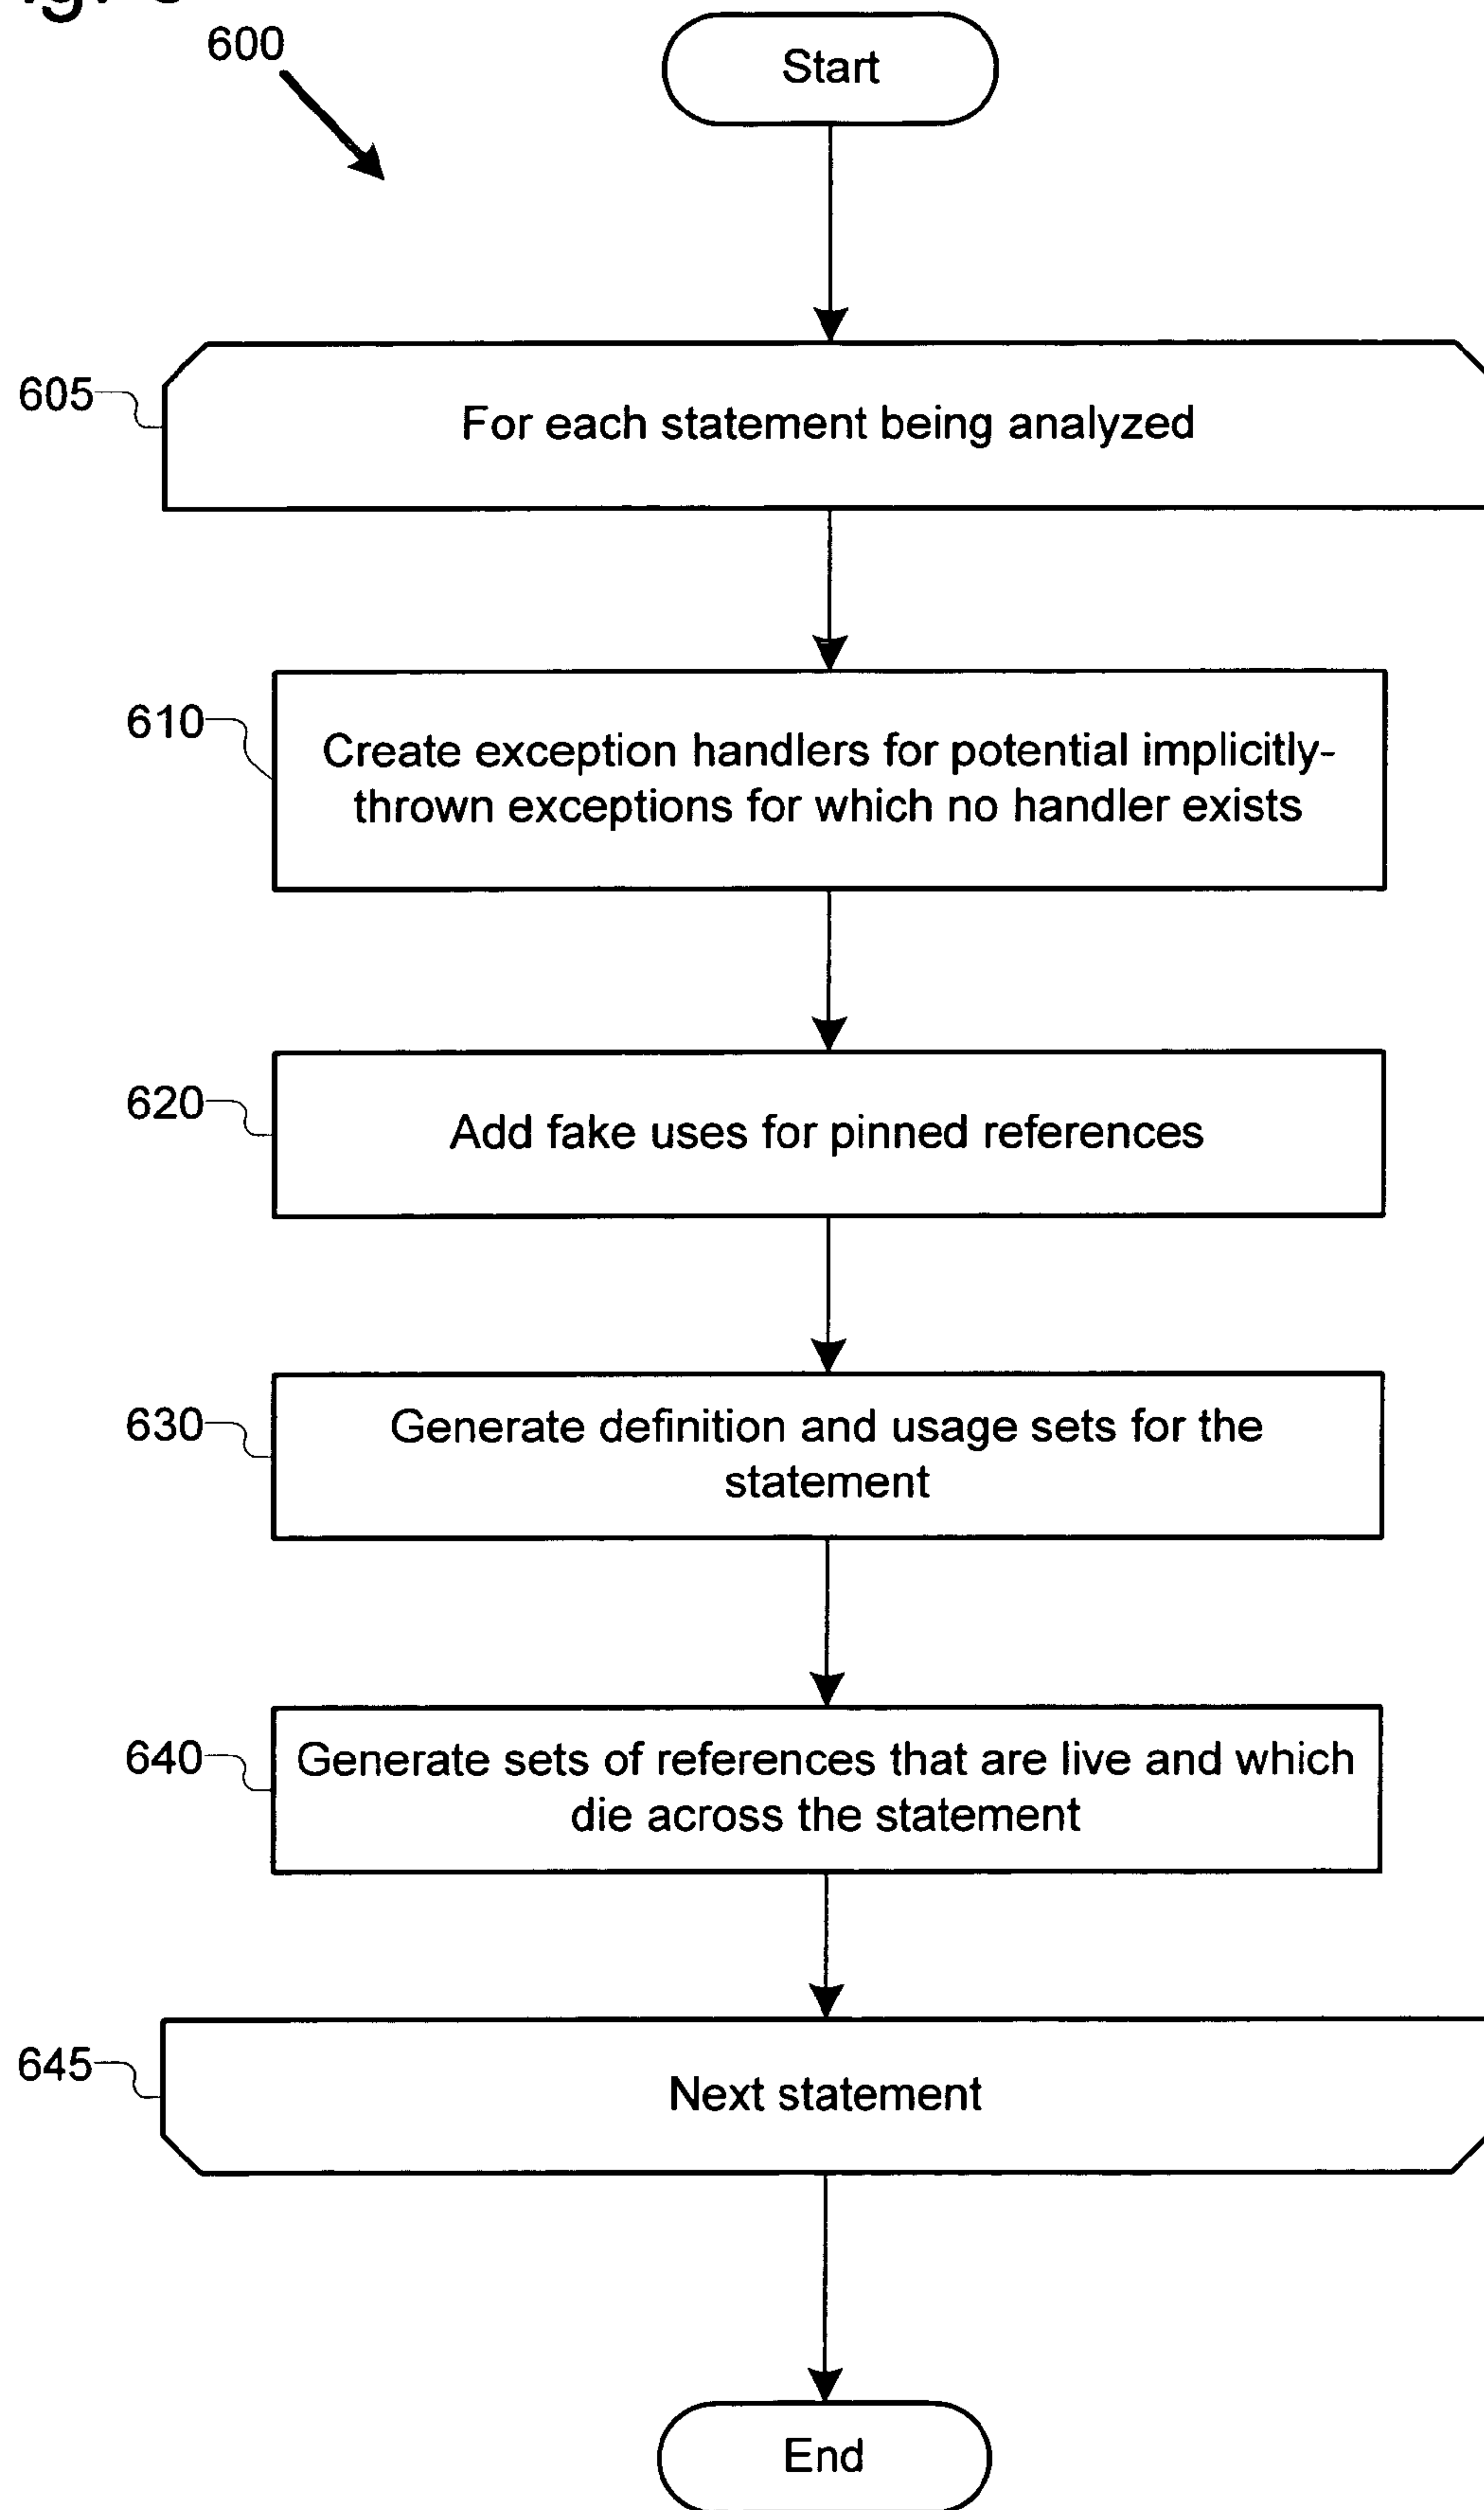 600
Start
605
For each statement being analyzed
610
Create exception handlers for potential implicitly-
thrown exceptions for which no handler exists
620
Add fake uses for pinned references
630
Generate definition and usage sets for the
statement
640
Generate sets of references that are live and which
die across the statement
645
Next statement
End